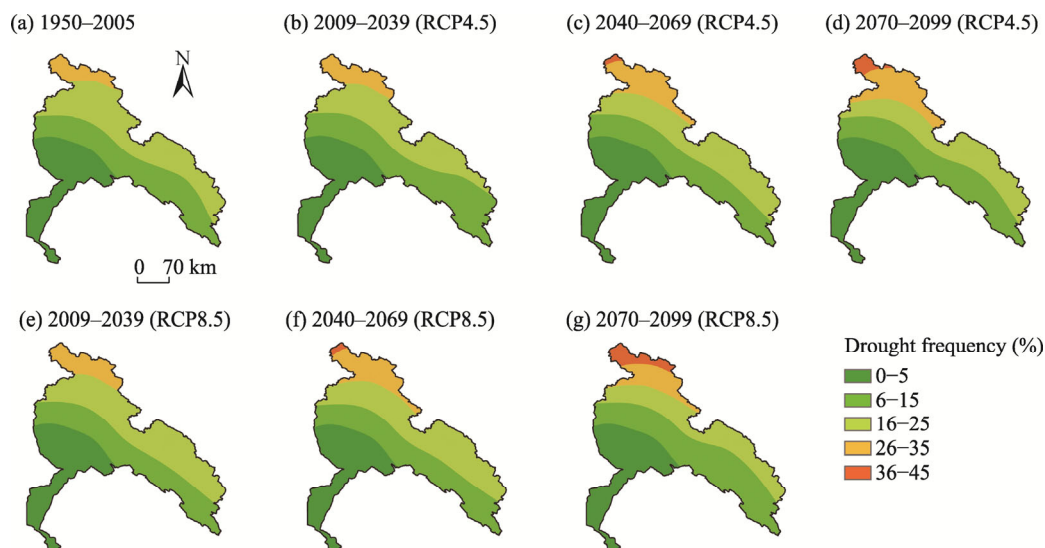 (a) 1950–2005
(b) 2009–2039 (RCP4.5)
(c) 2040–2069 (RCP4.5)
(d) 2070–2099 (RCP4.5)
N
0 70 km
(e) 2009–2039 (RCP8.5)
(f) 2040–2069 (RCP8.5)
(g) 2070–2099 (RCP8.5)
Drought frequency (%)
0–5
6–15
16–25
26–35
36–45